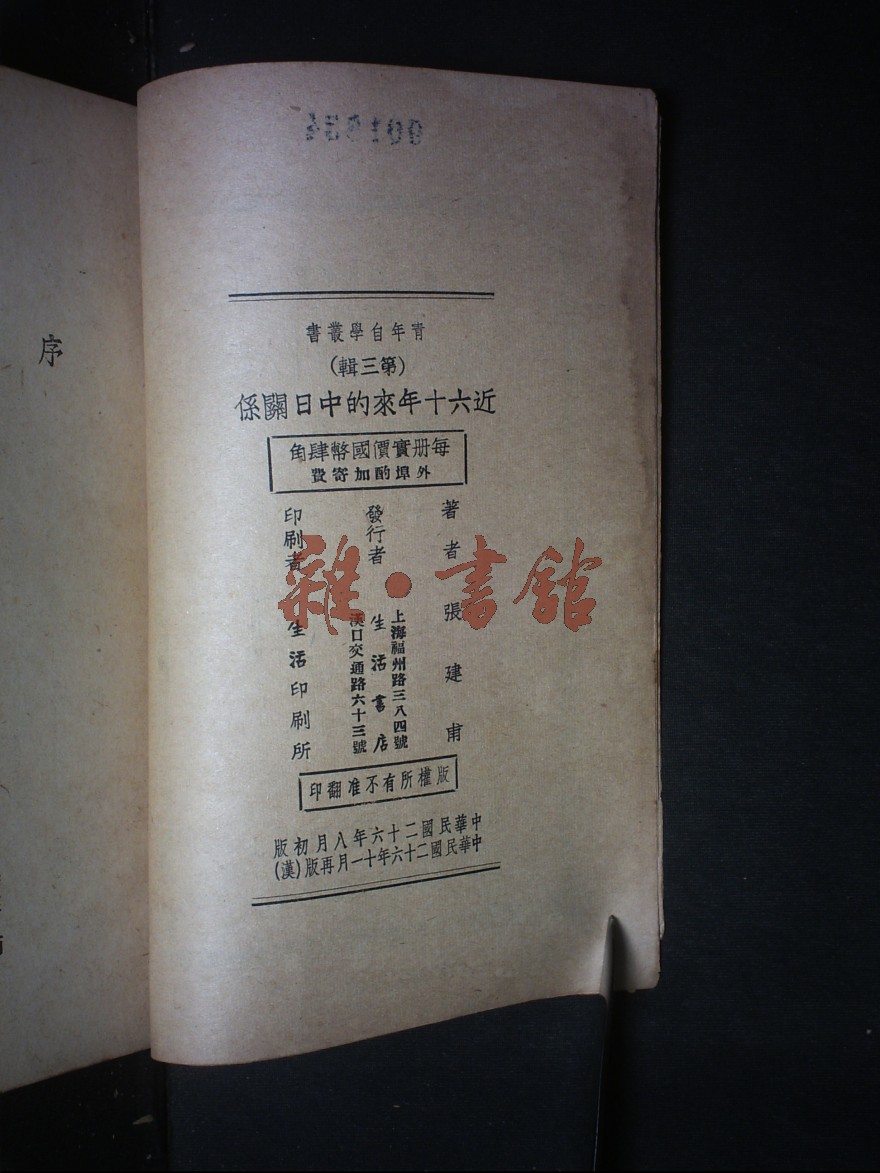 青年自學叢書
(第三輯)
近六十年來的中日關係
每册實價國幣肆角
外埠酌加寄費
著者 張建甫
發行者 生活書店
上海福州路三八四號
漢口交通路六十三號
印刷者 生活印刷所
版權所有不准翻印
中華民國二十六年八月初版
中華民國二十六年十一月再版(漢)
序
雜·書館